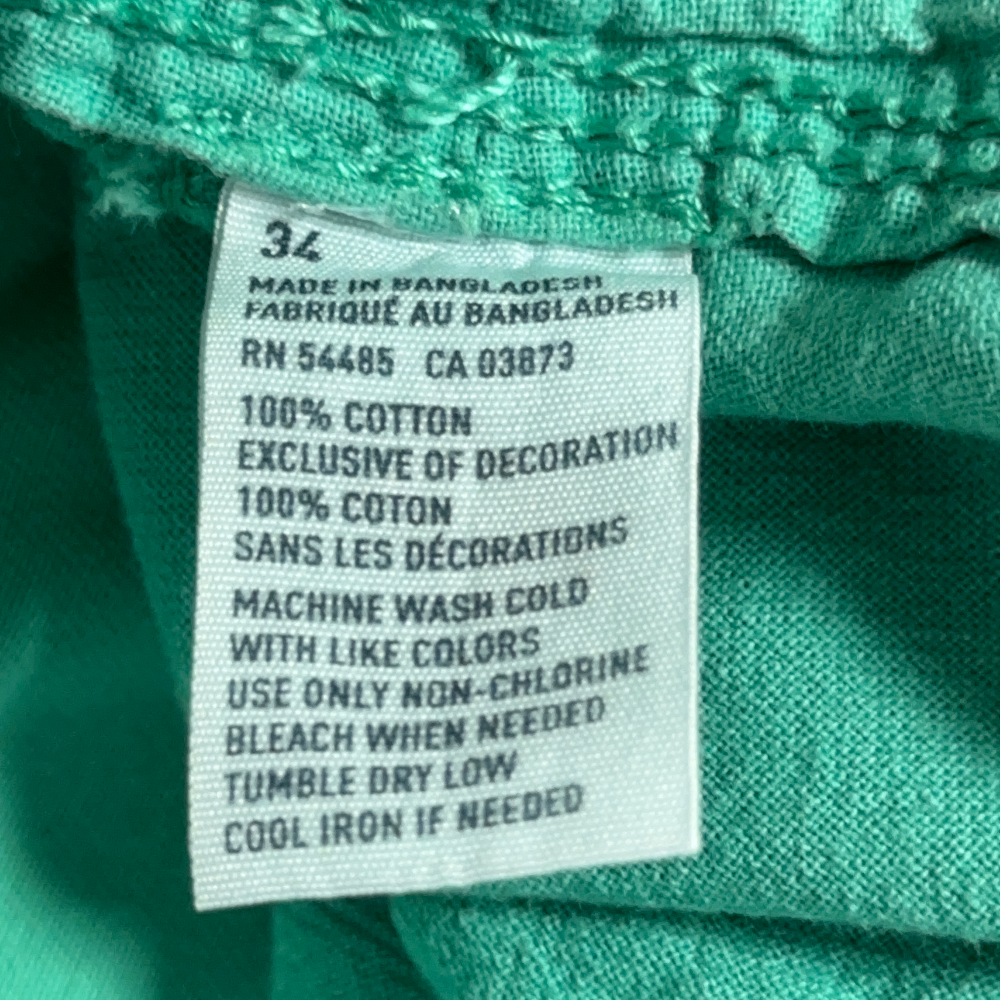 34
MADE IN BANGLADESH
FABRIQUÉ AU BANGLADESH
RN 54485 CA 03873
100% COTTON
EXCLUSIVE OF DECORATION
100% COTON
SANS LES DÉCORATIONS
MACHINE WASH COLD
WITH LIKE COLORS
USE ONLY NON-CHLORINE
BLEACH WHEN NEEDED
TUMBLE DRY LOW
COOL IRON IF NEEDED